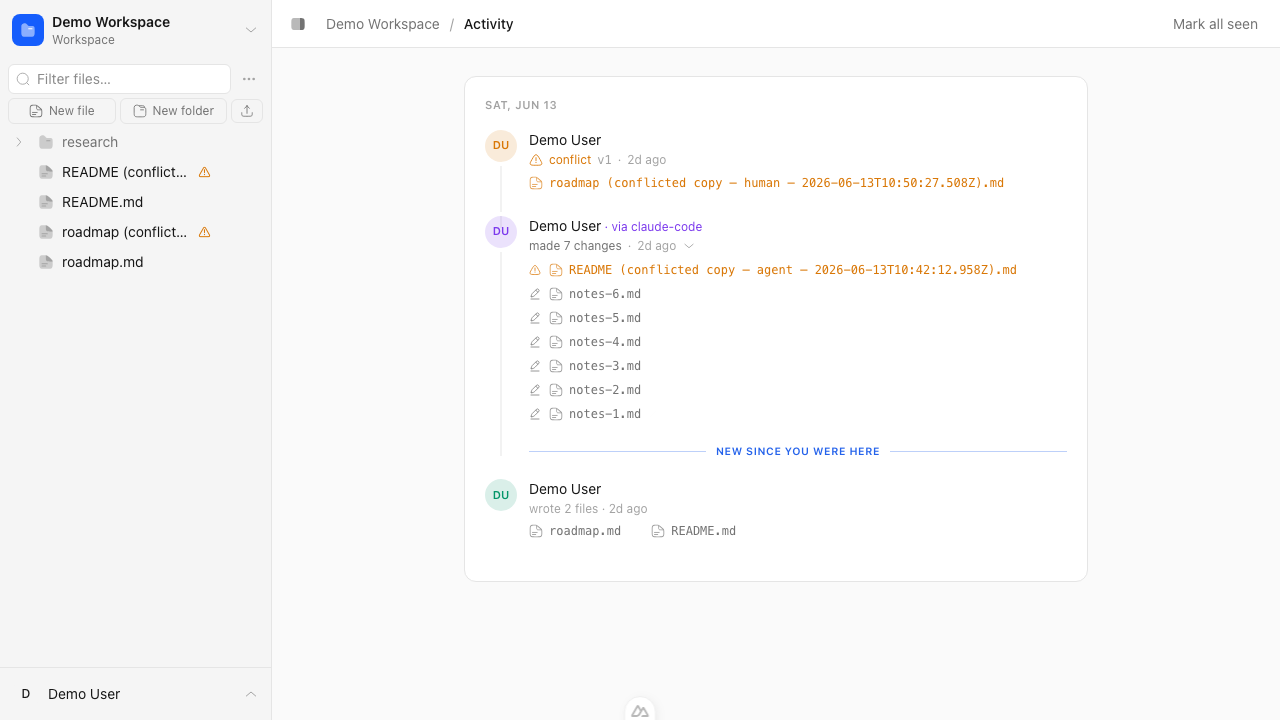 Demo Workspace
Workspace
Filter files...
New file
New folder
research
README (conflict...
README.md
roadmap (conflict...
roadmap.md
D
Demo User
Demo Workspace / Activity
Mark all seen
SAT, JUN 13
DU
Demo User
conflict v1 · 2d ago
roadmap (conflicted copy — human — 2026-06-13T10:50:27.508Z).md
DU
Demo User · via claude-code
made 7 changes · 2d ago
README (conflicted copy — agent — 2026-06-13T10:42:12.958Z).md
notes-6.md
notes-5.md
notes-4.md
notes-3.md
notes-2.md
notes-1.md
NEW SINCE YOU WERE HERE
DU
Demo User
wrote 2 files · 2d ago
roadmap.md README.md